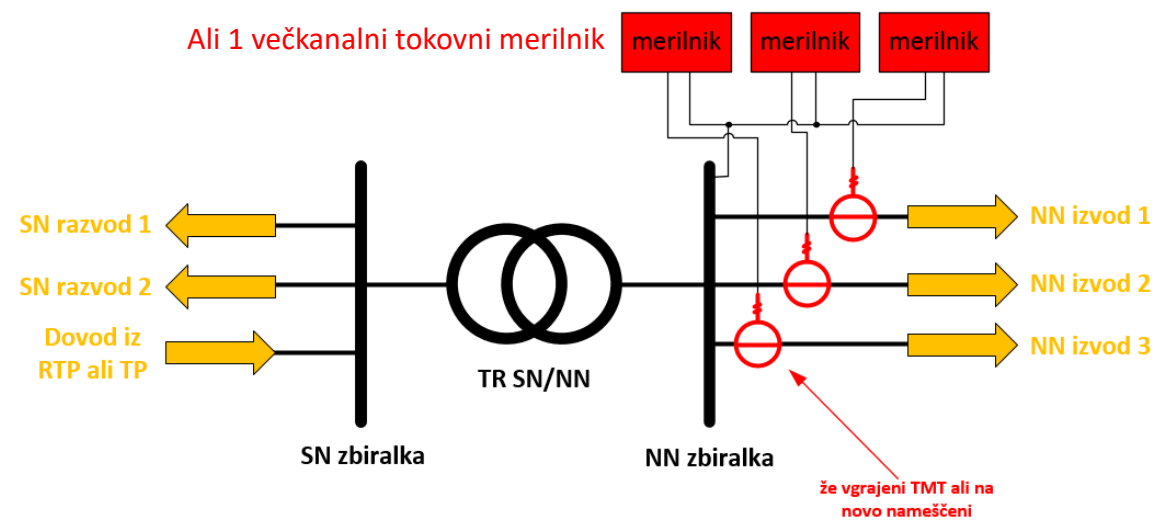 Ali 1 večkanalni tokovni merilnik
merilnik
merilnik
merilnik
SN razvod 1
SN razvod 2
Dovod iz
RTP ali TP
TR SN/NN
SN zbiralka
NN zbiralka
NN izvod 1
NN izvod 2
NN izvod 3
že vgrajeni TMT ali na
novo nameščeni